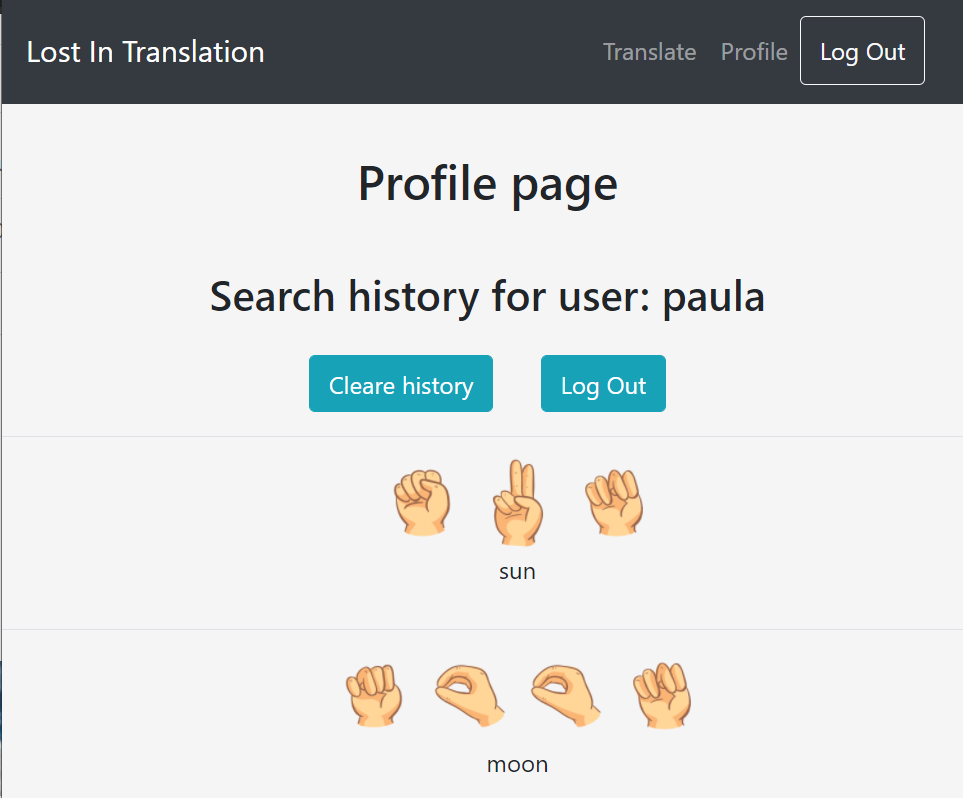 Lost In Translation Translate Profile Log Out
Profile page
Search history for user: paula
Cleare history Log Out
sun
moon